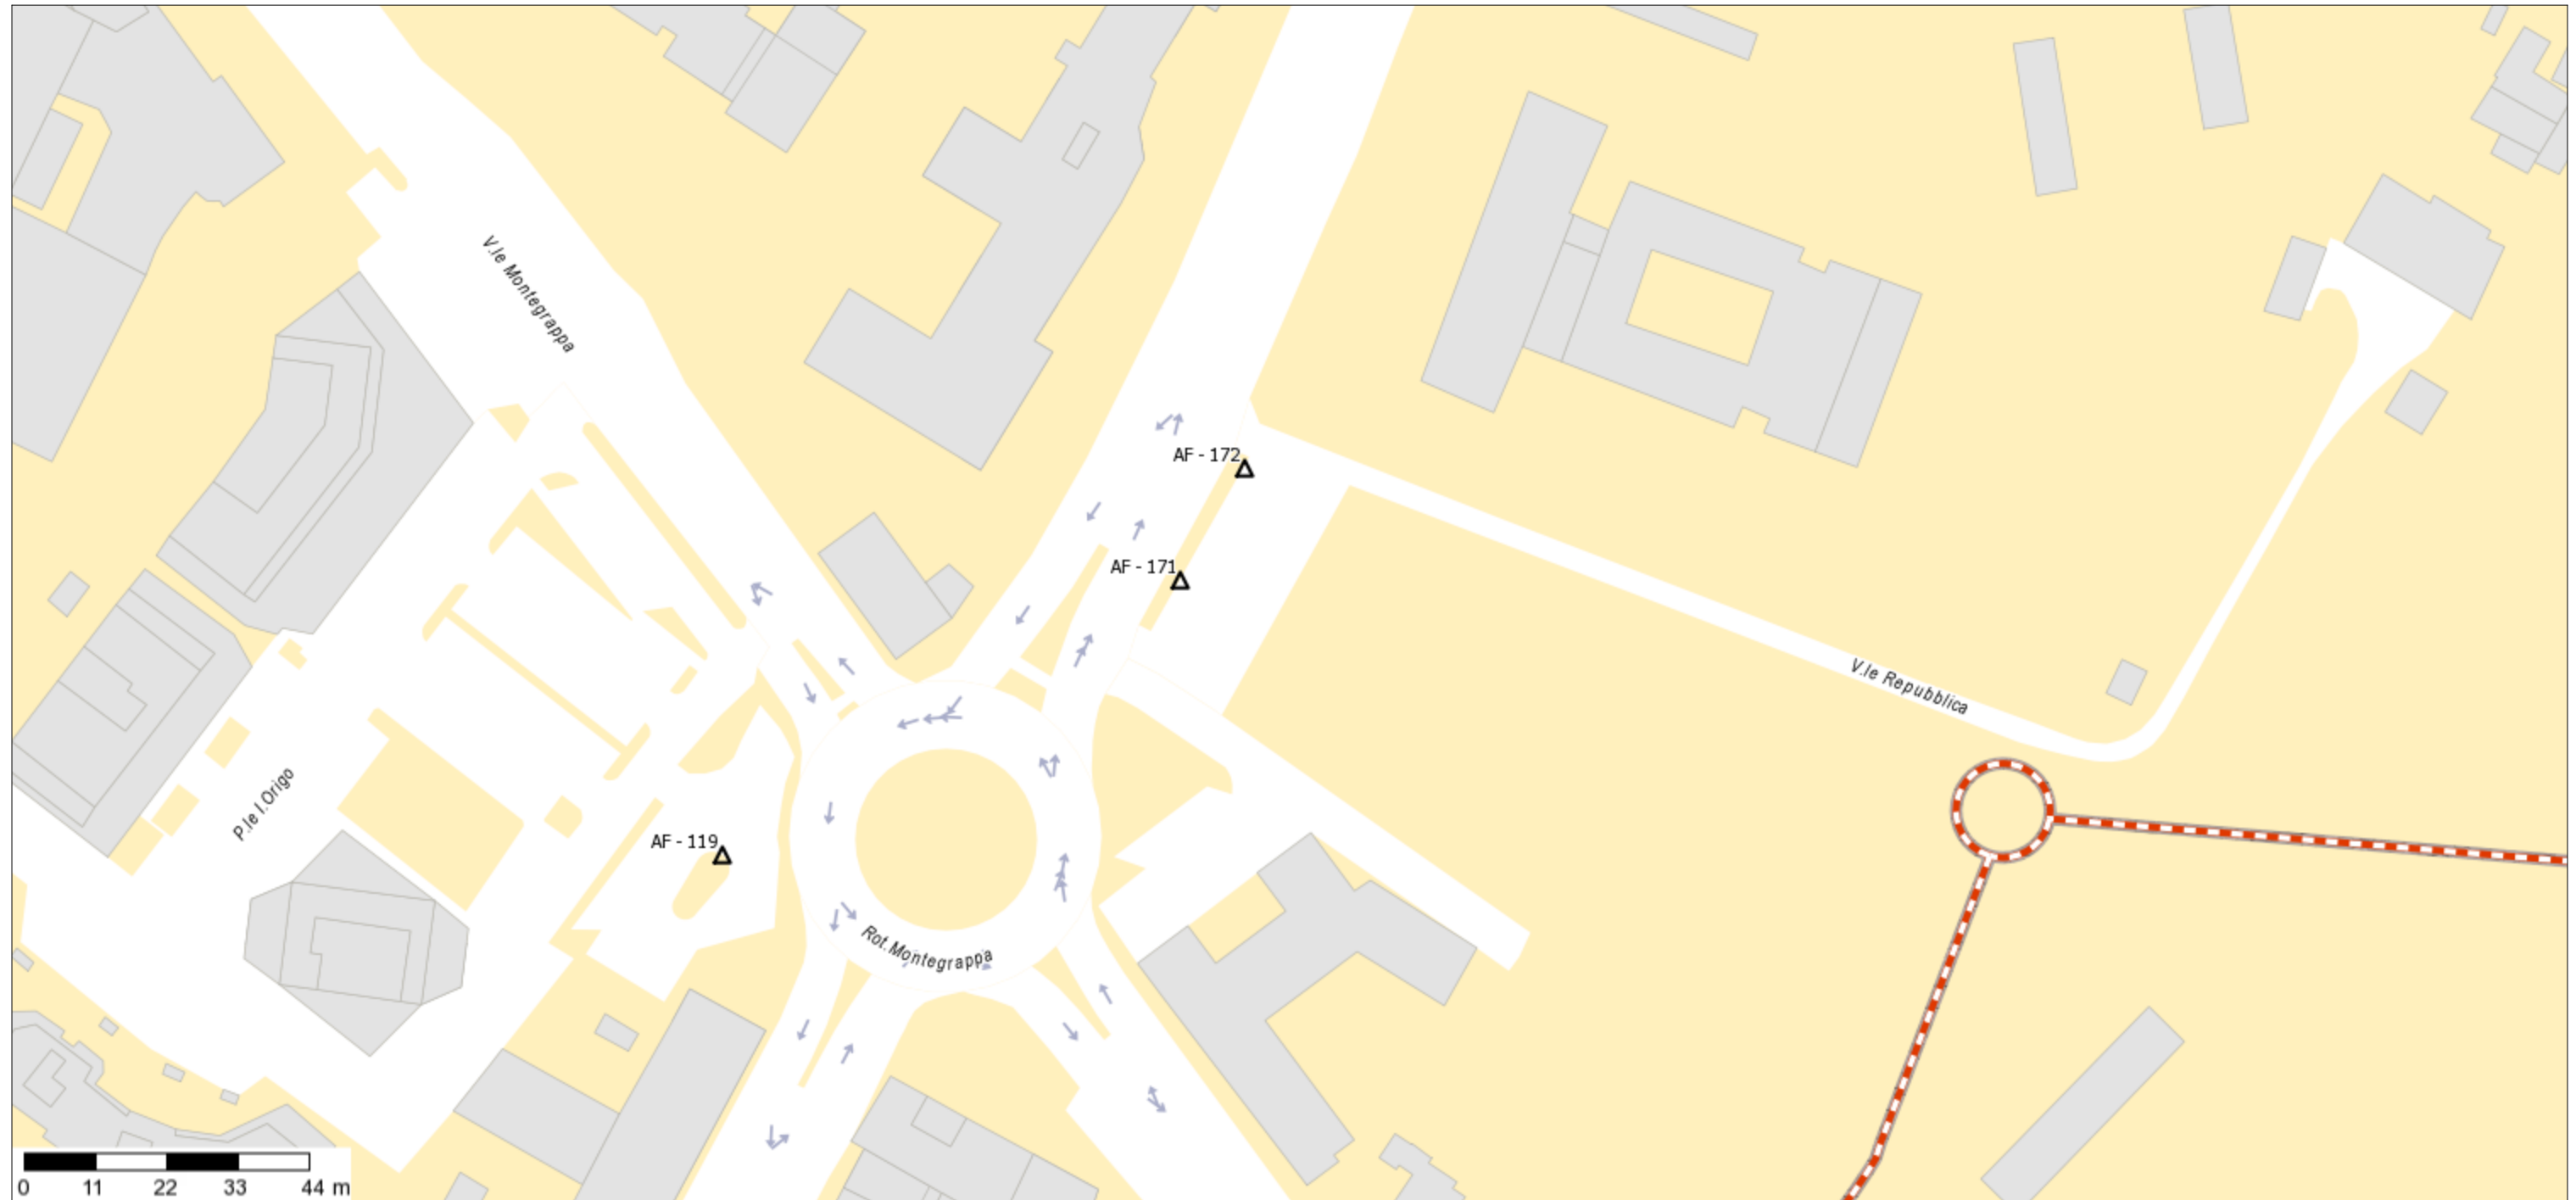 V.le Montegrappa
AF - 172
AF - 171
V.le Repubblica
P.le I.Origo
AF - 119
Rot.Montegrappa
0 11 22 33 44 m